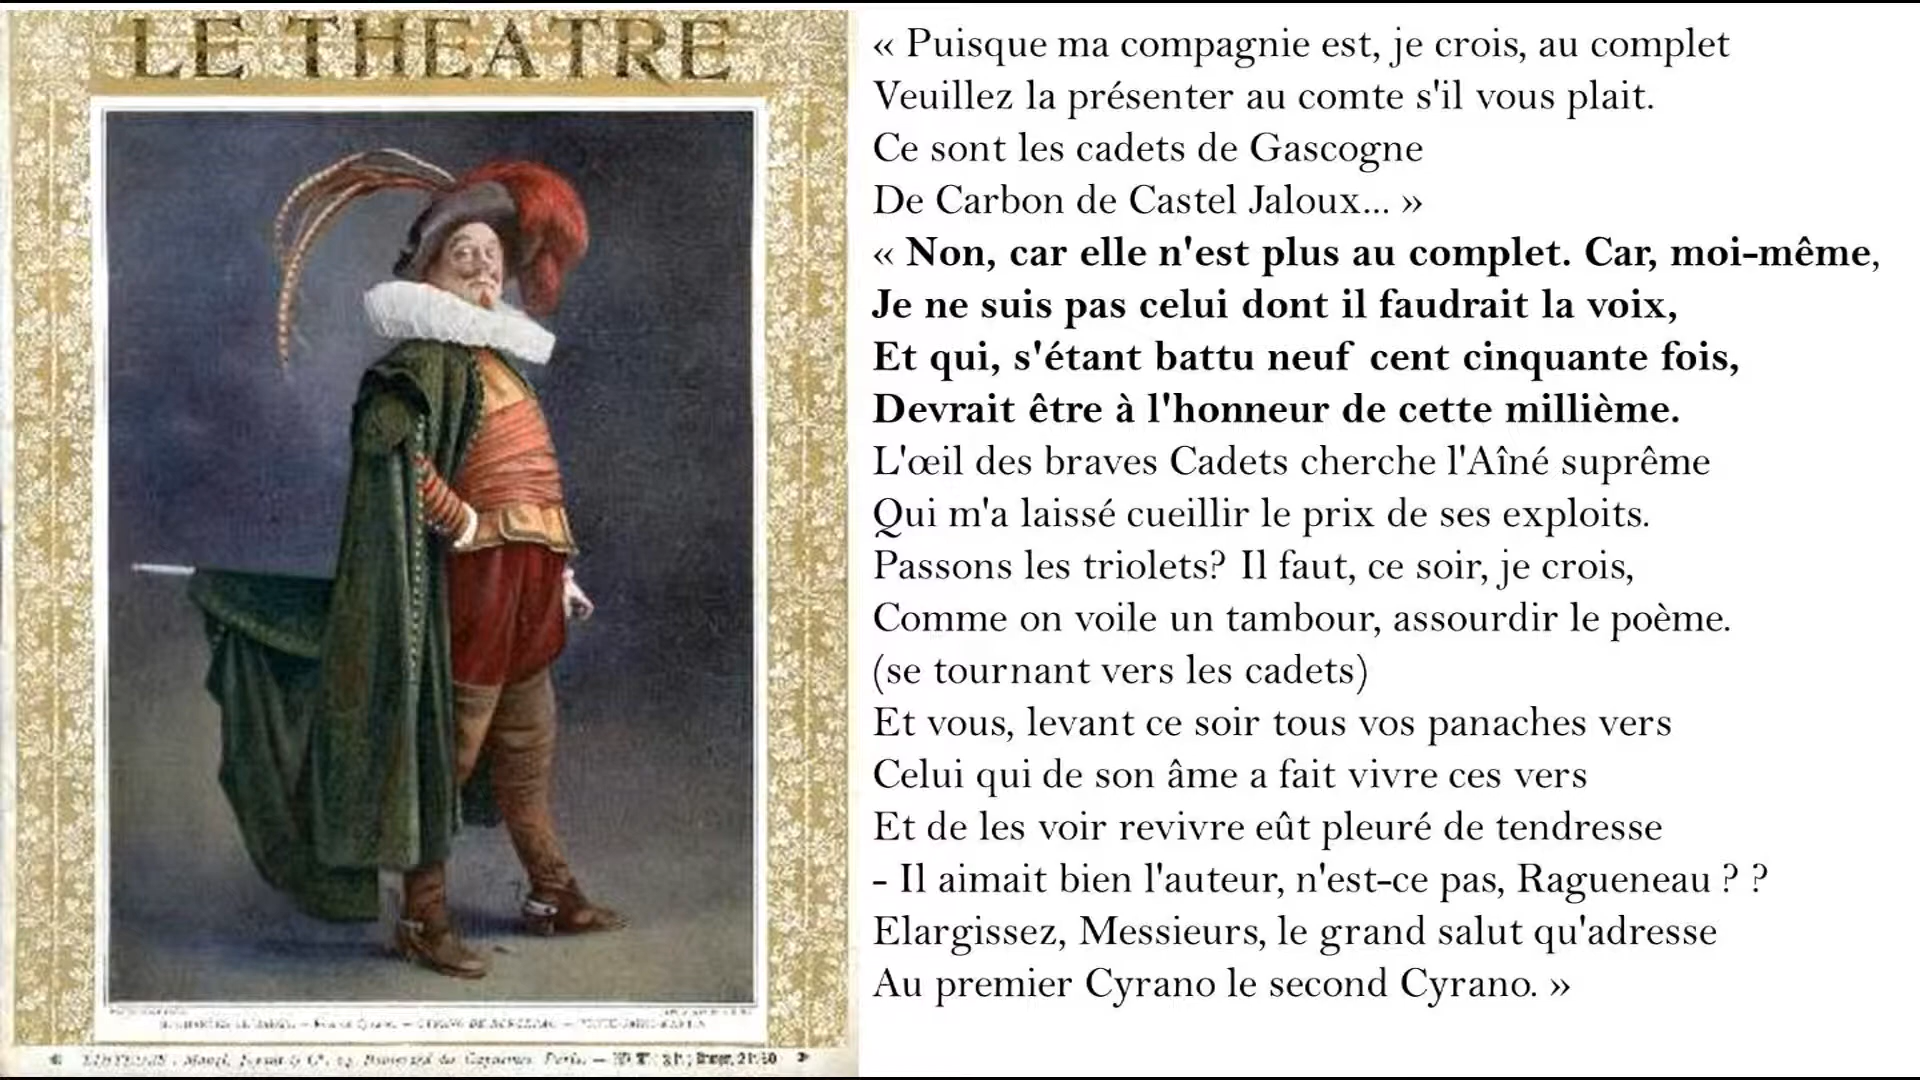 LE THEATRE
« Puisque ma compagnie est, je crois, au complet
Veuillez la présenter au comte s'il vous plait.
Ce sont les cadets de Gascogne
De Carbon de Castel Jaloux... »
« Non, car elle n'est plus au complet. Car, moi-même,
Je ne suis pas celui dont il faudrait la voix,
Et qui, s'étant battu neuf cent cinquante fois,
Devrait être à l'honneur de cette millième.
L'œil des braves Cadets cherche l'Aîné suprême
Qui m'a laissé cueillir le prix de ses exploits.
Passons les triolets? Il faut, ce soir, je crois,
Comme on voile un tambour, assourdir le poème.
(se tournant vers les cadets)
Et vous, levant ce soir tous vos panaches vers
Celui qui de son âme a fait vivre ces vers
Et de les voir revivre eût pleuré de tendresse
- Il aimait bien l'auteur, n'est-ce pas, Ragueneau ? ?
Elargissez, Messieurs, le grand salut qu'adresse
Au premier Cyrano le second Cyrano. »